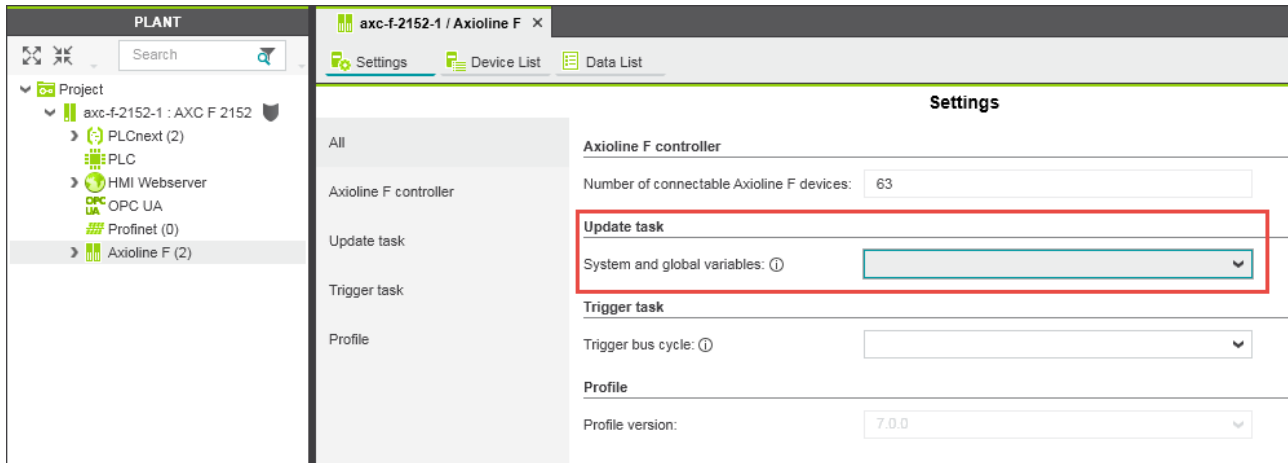 PLANT
Search
Project
axc-f-2152-1 : AXC F 2152
PLCnext (2)
PLC
HMI Webserver
OPC UA OPC UA
Profinet (0)
Axioline F (2)
axc-f-2152-1 / Axioline F ×
Settings Device List Data List
Settings
All
Axioline F controller
Update task
Trigger task
Profile
Axioline F controller
Number of connectable Axioline F devices: 63
Update task
System and global variables:
Trigger task
Trigger bus cycle:
Profile
Profile version: 7.0.0